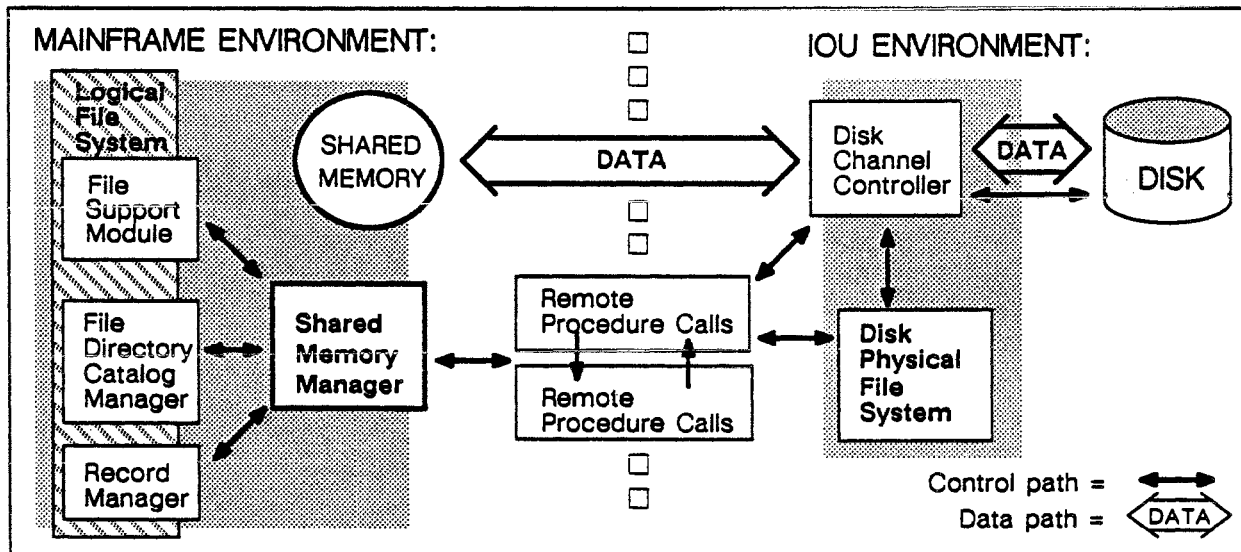 MAINFRAME ENVIRONMENT:
IOU ENVIRONMENT:
Logical
File
System
File
Support
Module
File
Directory
Catalog
Manager
Record
Manager
SHARED
MEMORY
Shared
Memory
Manager
DATA
Remote
Procedure Calls
Remote
Procedure Calls
Disk
Channel
Controller
Disk
Physical
File
System
DATA
DISK
Control path =
Data path =
DATA